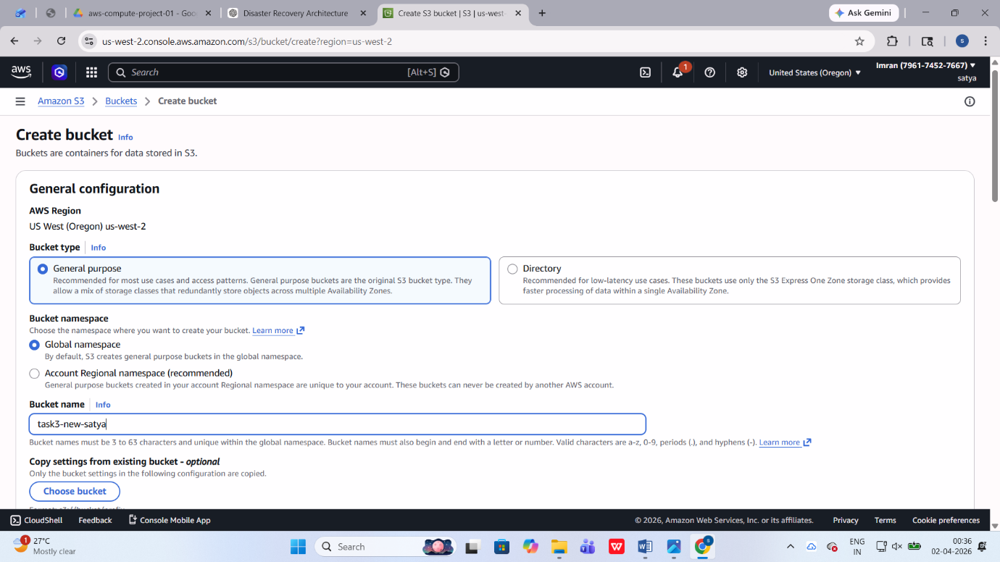 aws-compute-project-01 - Goo
Disaster Recovery Architecture
Create S3 bucket | S3 | us-west-
Ask Gemini
us-west-2.console.aws.amazon.com/s3/bucket/create?region=us-west-2
s
aws
Search
[Alt+S]
1
United States (Oregon)
Imran (7961-7452-7667)
satya
Amazon S3
Buckets
Create bucket
Create bucket Info
Buckets are containers for data stored in S3.
General configuration
AWS Region
US West (Oregon) us-west-2
Bucket type Info
General purpose
Recommended for most use cases and access patterns. General purpose buckets are the original S3 bucket type. They
allow a mix of storage classes that redundantly store objects across multiple Availability Zones.
Directory
Recommended for low-latency use cases. These buckets use only the S3 Express One Zone storage class, which provides
faster processing of data within a single Availability Zone.
Bucket namespace
Choose the namespace where you want to create your bucket. Learn more
Global namespace
By default, S3 creates general purpose buckets in the global namespace.
Account Regional namespace (recommended)
General purpose buckets created in your account Regional namespace are unique to your account. These buckets can never be created by another AWS account.
Bucket name Info
task3-new-satya
Bucket names must be 3 to 63 characters and unique within the global namespace. Bucket names must also begin and end with a letter or number. Valid characters are a-z, 0-9, periods (.), and hyphens (-). Learn more
Copy settings from existing bucket - optional
Only the bucket settings in the following configuration are copied.
Choose bucket
Format: s3://bucket/prefix
CloudShell
Feedback
Console Mobile App
© 2026, Amazon Web Services, Inc. or its affiliates.
Privacy
Terms
Cookie preferences
1
27°C
Mostly clear
Search
W
s
ENG
IN
00:36
02-04-2026